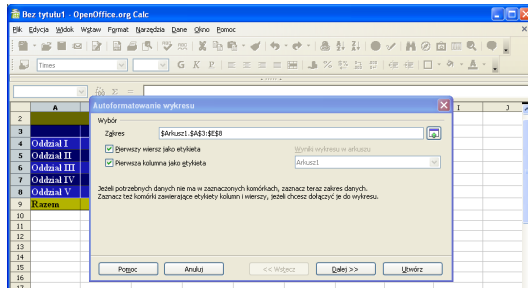 Bez tytułu1 - OpenOffice.org Calc
Plik Edycja Widok Wstaw Format Narzędzia Dane Okno Pomoc
Times
G K P
A I J
Autoformatowanie wykresu
Wybór
Zakres $Arkusz1.$A$3:$E$8
Pierwszy wiersz jako etykieta Wyniki wykresu w arkuszu
Pierwsza kolumna jako etykieta Arkusz1
Jeżeli potrzebnych danych nie ma w zaznaczonych komórkach, zaznacz teraz zakres danych.
Zaznacz też komórki zawierające etykiety kolumn i wierszy, jeżeli chcesz dołączyć je do wykresu.
Pomoc Anuluj << Wstecz Dalej >> Utwórz
2
3
4 Oddział I
5 Oddział II
6 Oddział III
7 Oddział IV
8 Oddział V
9 Razem
10
11
12
13
14
15
16
17